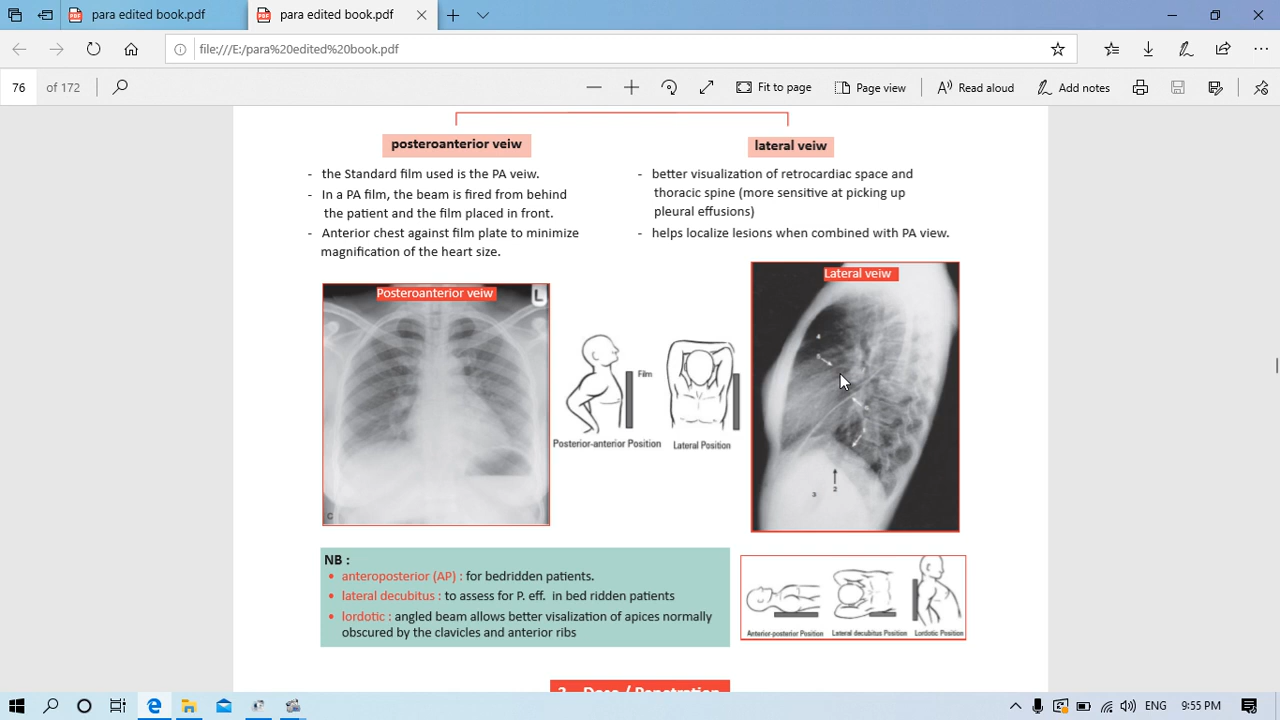 book.pdf
book.pdf
file:///E:/para%20edited%20book.pdf
76 of 172
Fit to page
Page view
Read aloud
Add notes
posteroanterior veiw
- the Standard film used is the PA veiw.
- In a PA film, the beam is fired from behind
the patient and the film placed in front.
- Anterior chest against film plate to minimize
magnification of the heart size.
lateral veiw
- better visualization of retrocardiac space and
thoracic spine (more sensitive at picking up
pleural effusions)
- helps localize lesions when combined with PA view.
Posteroanterior veiw
L
C
Film
Posterior-anterior Position
Lateral Position
Lateral veiw
4
5
2
3
NB :
• anteroposterior (AP) : for bedridden patients.
• lateral decubitus : to assess for P. eff. in bed ridden patients
• lordotic : angled beam allows better visalization of apices normally
obscured by the clavicles and anterior ribs
Anterior-posterior Position
Lateral decubitus Position
Lordotic Position
Dose / Penetration
ENG
9:55 PM